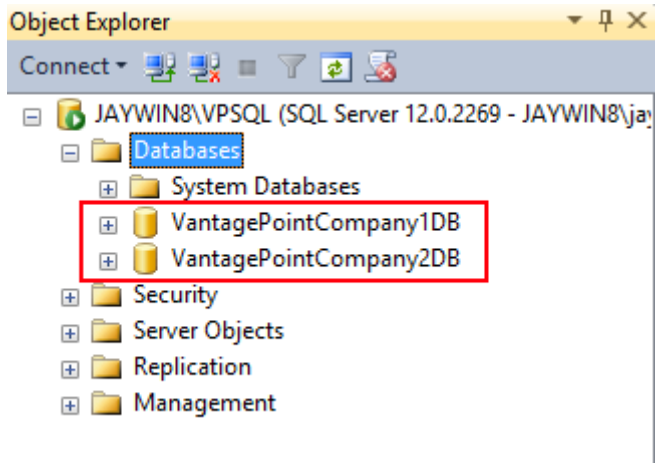 Object Explorer
Connect
JAYWIN8\VPSQL (SQL Server 12.0.2269 - JAYWIN8\jay
Databases
System Databases
VantagePointCompany1DB
VantagePointCompany2DB
Security
Server Objects
Replication
Management